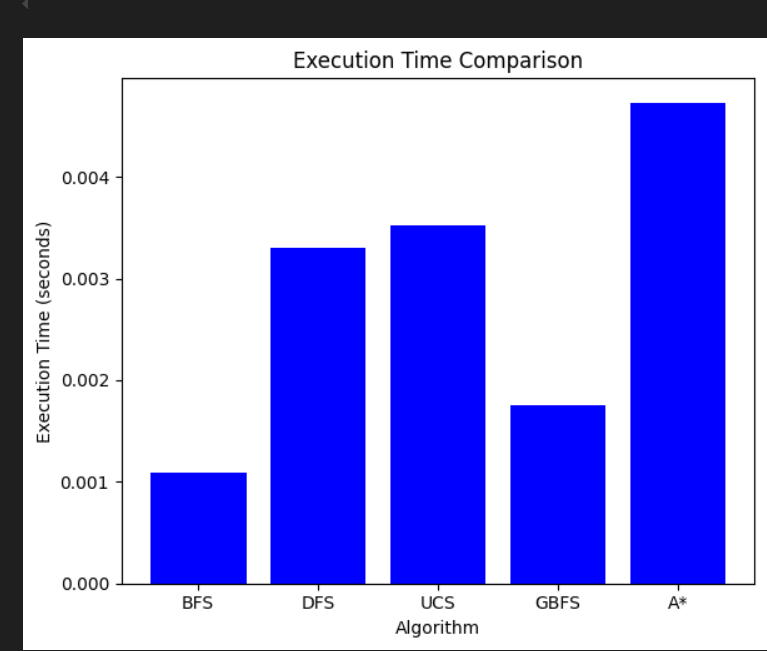 Execution Time Comparison
Execution Time (seconds)
0.004
0.003
0.002
0.001
0.000
BFS DFS UCS GBFS A*
Algorithm